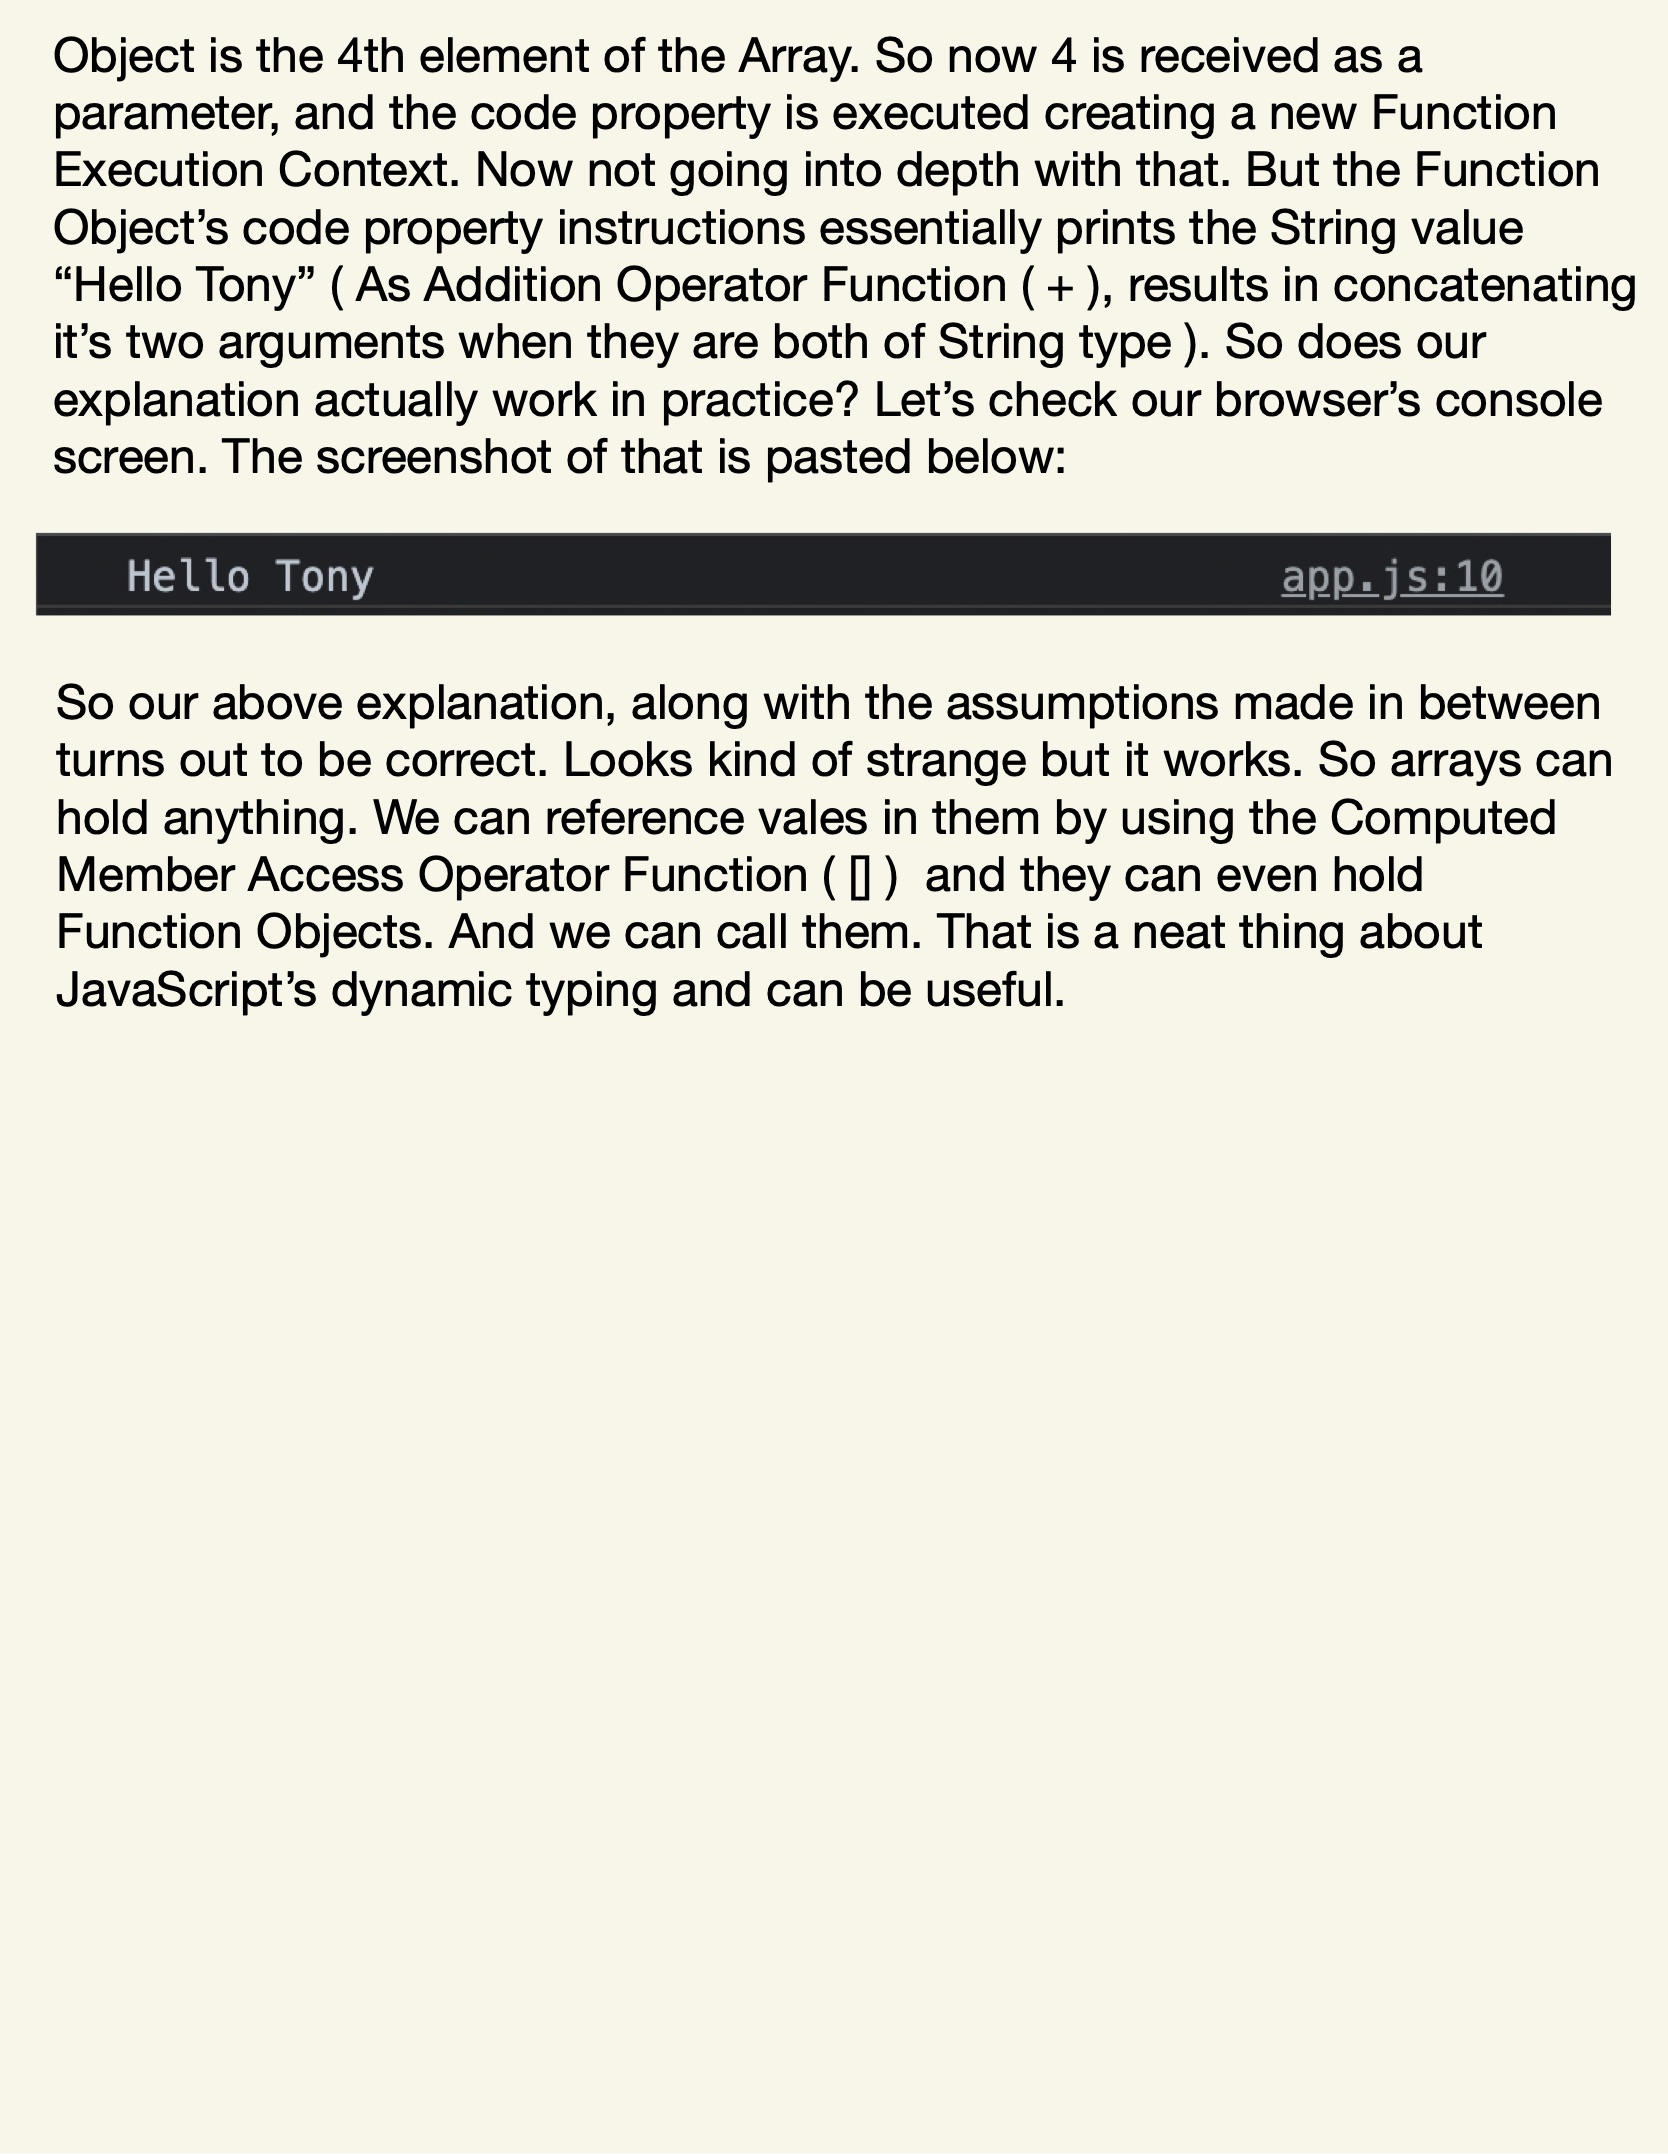 Object is the 4th element of the Array. So now 4 is received as a
parameter, and the code property is executed creating a new Function
Execution Context. Now not going into depth with that. But the Function
Object’s code property instructions essentially prints the String value
“Hello Tony” ( As Addition Operator Function ( + ), results in concatenating
it’s two arguments when they are both of String type ). So does our
explanation actually work in practice? Let’s check our browser’s console
screen. The screenshot of that is pasted below:
Hello Tony app.js:10
So our above explanation, along with the assumptions made in between
turns out to be correct. Looks kind of strange but it works. So arrays can
hold anything. We can reference vales in them by using the Computed
Member Access Operator Function ( [] )  and they can even hold
Function Objects. And we can call them. That is a neat thing about
JavaScript’s dynamic typing and can be useful.